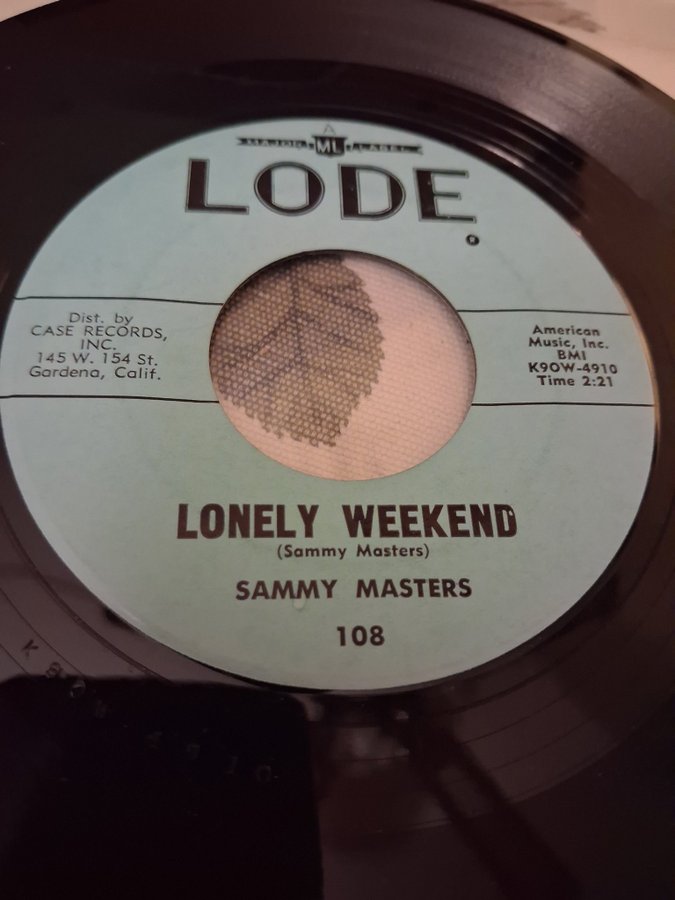 MAJOR ML LABEL
LODE
®
Dist. by
CASE RECORDS,
INC.
145 W. 154 St.
Gardena, Calif.
American
Music, Inc.
BMI
K9OW-4910
Time 2:21
LONELY WEEKEND
(Sammy Masters)
SAMMY MASTERS
108